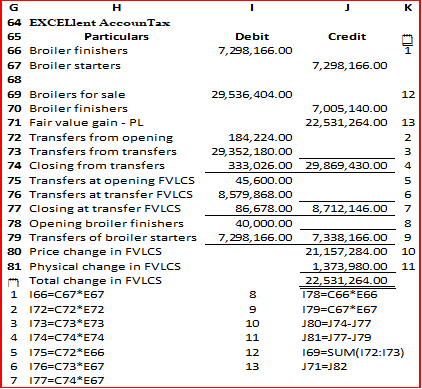 G H I J K
64 EXCELlent AccounTax
65 Particulars Debit Credit
66 Broiler finishers 7,298,166.00 1
67 Broiler starters 7,298,166.00
68
69 Broilers for sale 29,536,404.00 12
70 Broiler finishers 7,005,140.00
71 Fair value gain - PL 22,531,264.00 13
72 Transfers from opening 184,224.00 2
73 Transfers from transfers 29,352,180.00 3
74 Closing from transfers 333,026.00 29,869,430.00 4
75 Transfers at opening FVLCS 45,600.00 5
76 Transfers at transfer FVLCS 8,579,868.00 6
77 Closing at transfer FVLCS 86,678.00 8,712,146.00 7
78 Opening broiler finishers 40,000.00 8
79 Transfers of broiler starters 7,298,166.00 7,338,166.00 9
80 Price change in FVLCS 21,157,284.00 10
81 Physical change in FVLCS 1,373,980.00 11
Total change in FVLCS 22,531,264.00
1 I66=C67*E67 8 I78=C66*E66
2 I72=C72*E72 9 I79=C67*E67
3 I73=C73*E73 10 J80=J74-J77
4 I74=C74*E74 11 J81=J77-J79
5 I75=C72*E66 12 I69=SUM(I72:I73)
6 I76=C73*E67 13 J71=J82
7 I77=C74*E67